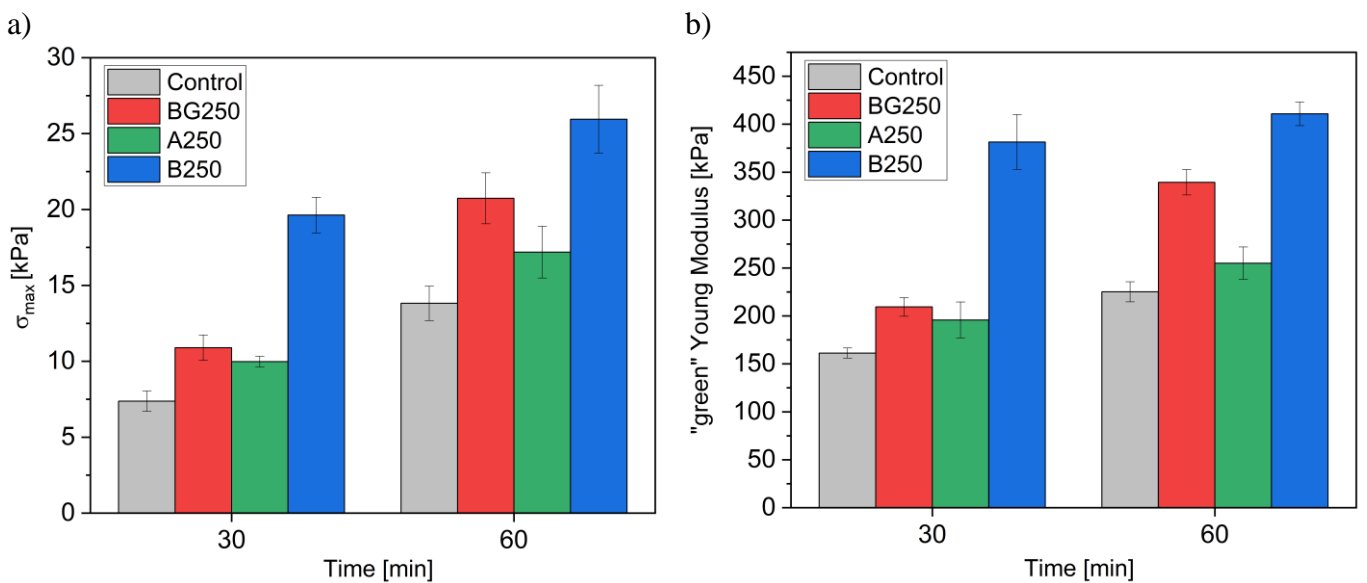 a)
30
25
20
15
10
5
0
σmax [kPa]
Control
BG250
A250
B250
30
60
Time [min]
b)
450
400
350
300
250
200
150
100
50
0
"green" Young Modulus [kPa]
Control
BG250
A250
B250
30
60
Time [min]